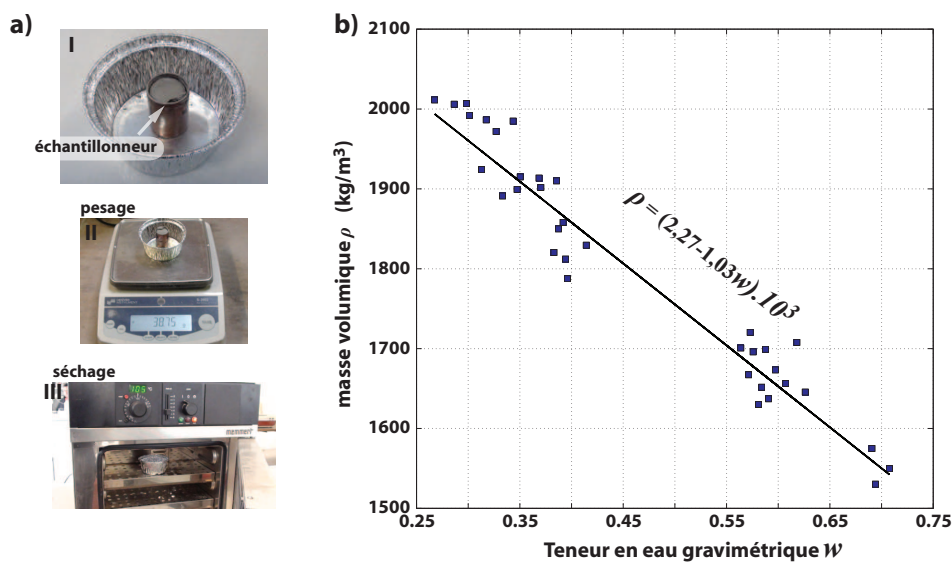 a)
I
échantillonneur
pesage
II
38.75
séchage
III
105
memmert
b)
masse volumique ρ (kg/m³)
2100
2000
1900
1800
1700
1600
1500
ρ = (2,27-1,03w).10³
0.25
0.35
0.45
0.55
0.65
0.75
Teneur en eau gravimétrique W